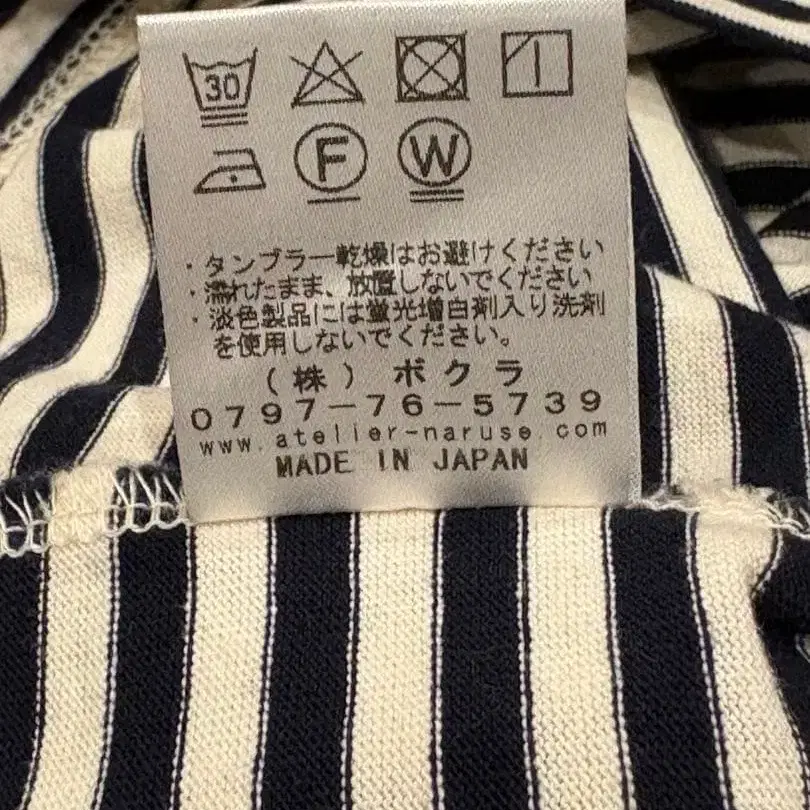 30
F W
・タンブラー乾燥はお避けください
・濡れたまま、放置しないでください
・淡色製品には蛍光増白剤入り洗剤
を使用しないでください。
(株)ボクラ
0797-76-5739
www.atelier-naruse.com
MADE IN JAPAN